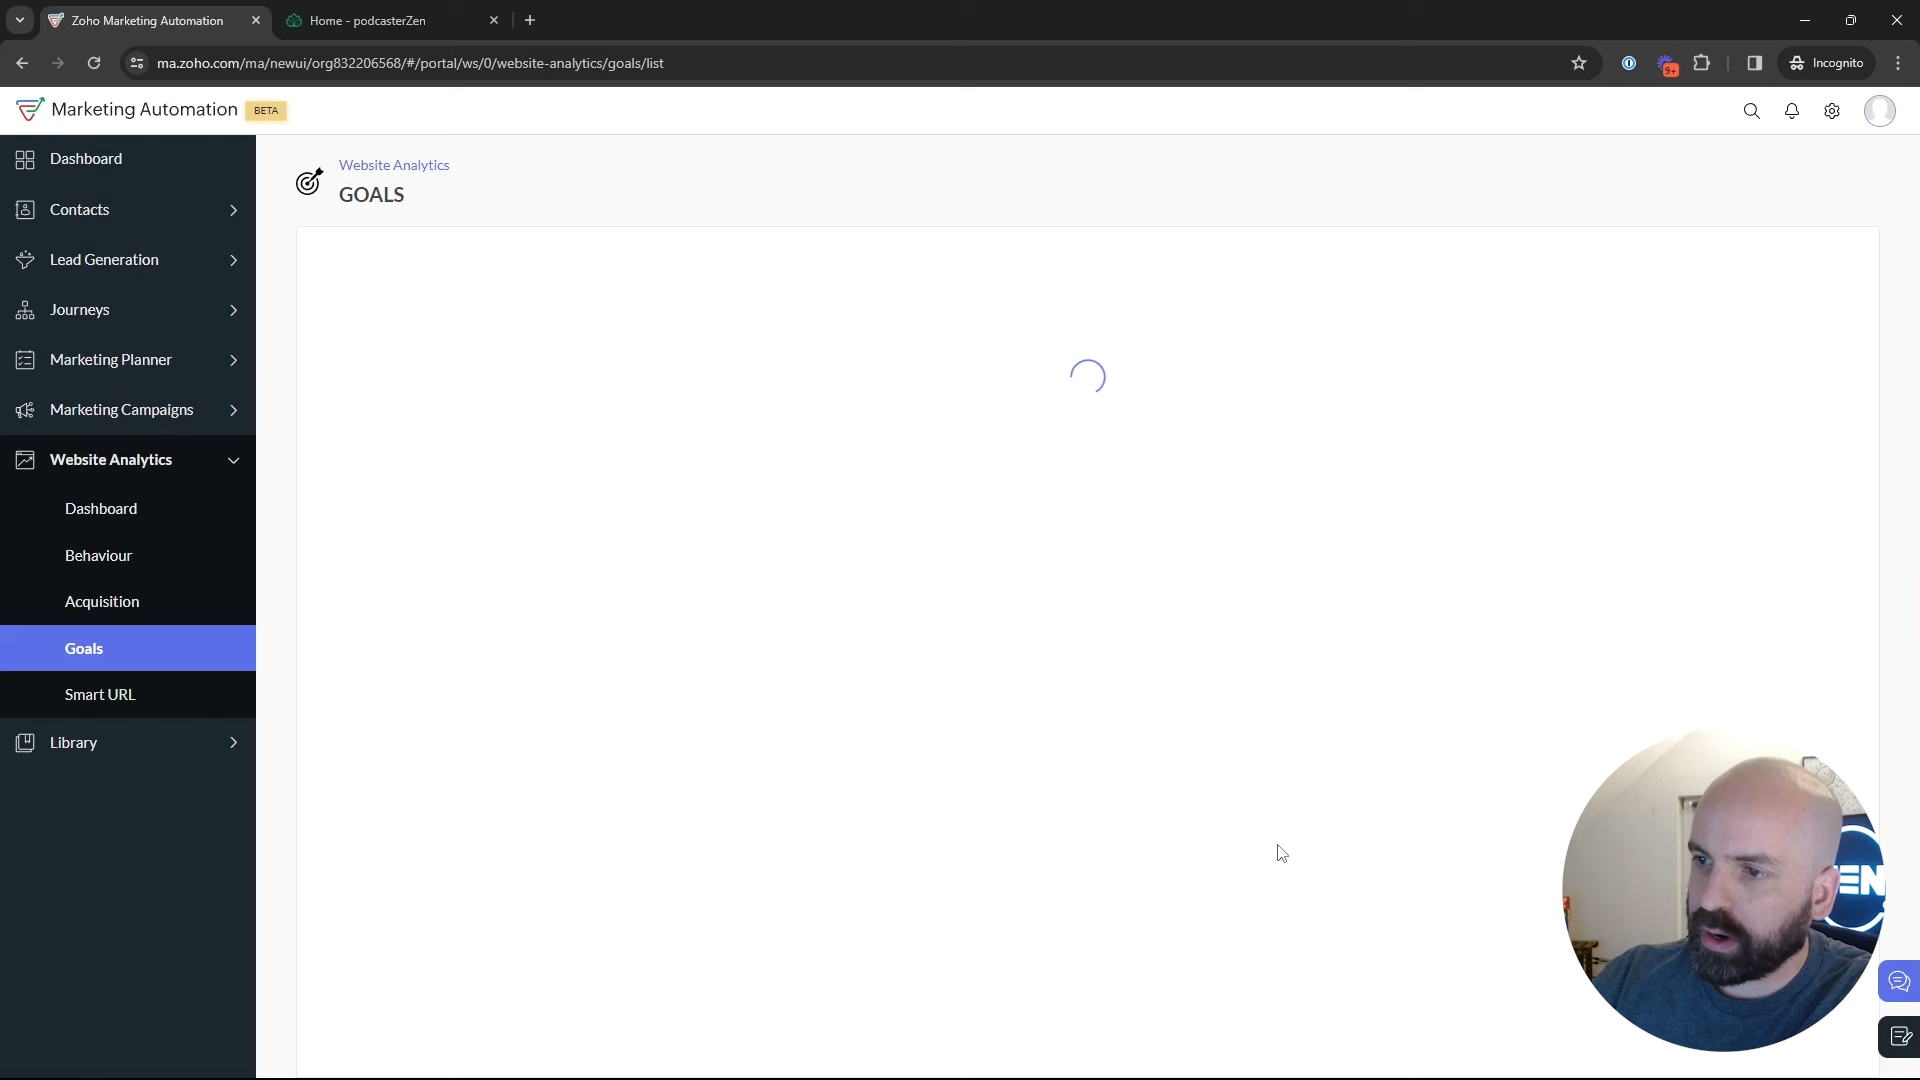 Zoho Marketing Automation
Home - podcasterZen
ma.zoho.com/ma/newui/org832206568/#/portal/ws/0/website-analytics/goals/list
9+
Incognito
Marketing Automation BETA
Dashboard
Contacts
Lead Generation
Journeys
Marketing Planner
Marketing Campaigns
Website Analytics
Dashboard
Behaviour
Acquisition
Goals
Smart URL
Library
Website Analytics
GOALS
ZEN